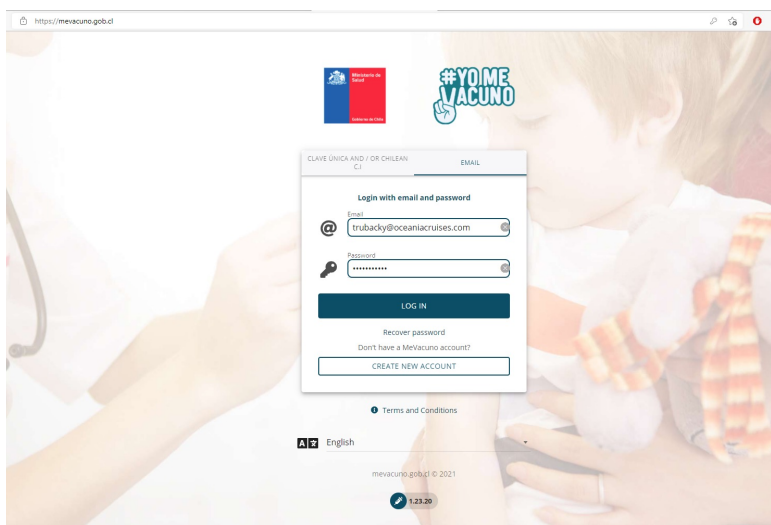 https://mevacuno.gob.cl
Ministerio de
Salud
Gobierno de Chile
#YO ME
VACUNO
CLAVE ÚNICA AND / OR CHILEAN
C.I
EMAIL
Login with email and password
Email
@ trubacky@oceaniacruises.com
Password
•••••••••••
LOG IN
Recover password
Don't have a MeVacuno account?
CREATE NEW ACCOUNT
Terms and Conditions
English
mevacuno.gob.cl © 2021
1.23.20